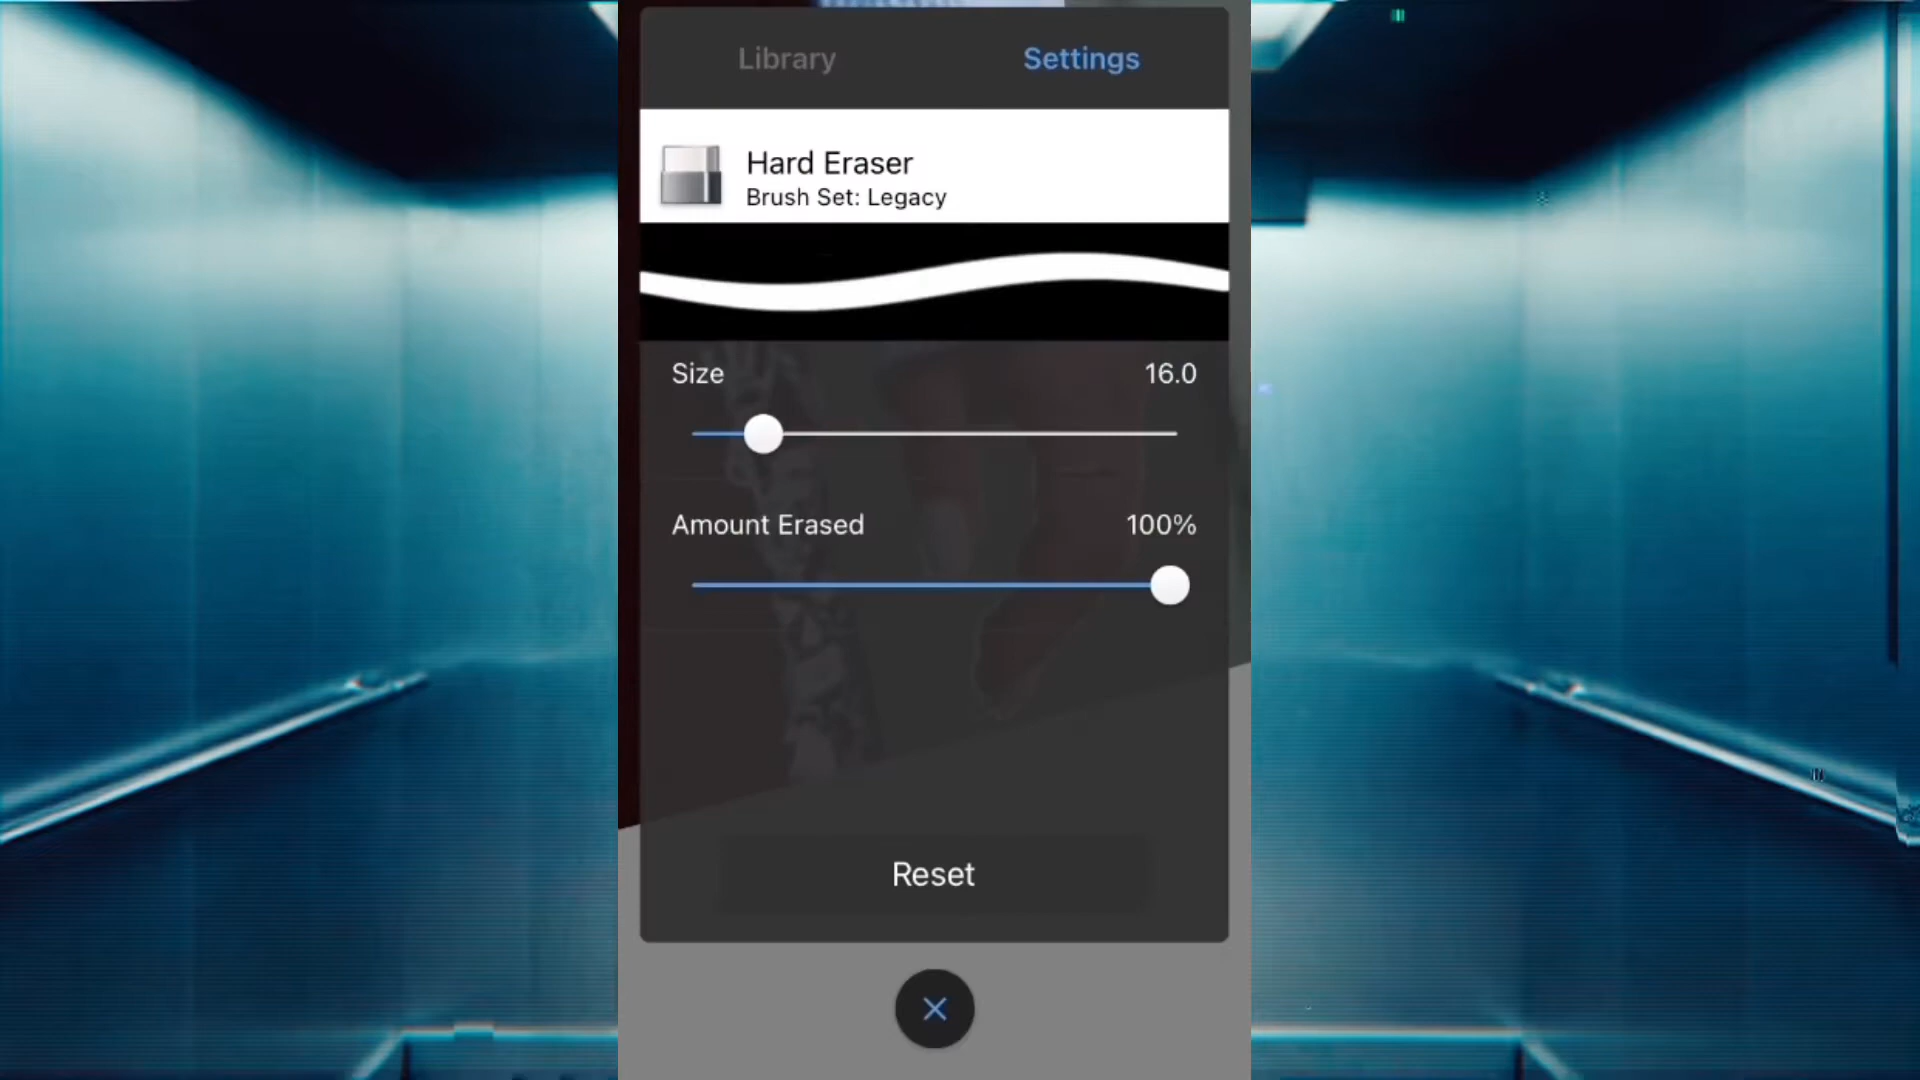 Library
Settings
Hard Eraser
Brush Set: Legacy
Size
16.0
Amount Erased
100%
Reset